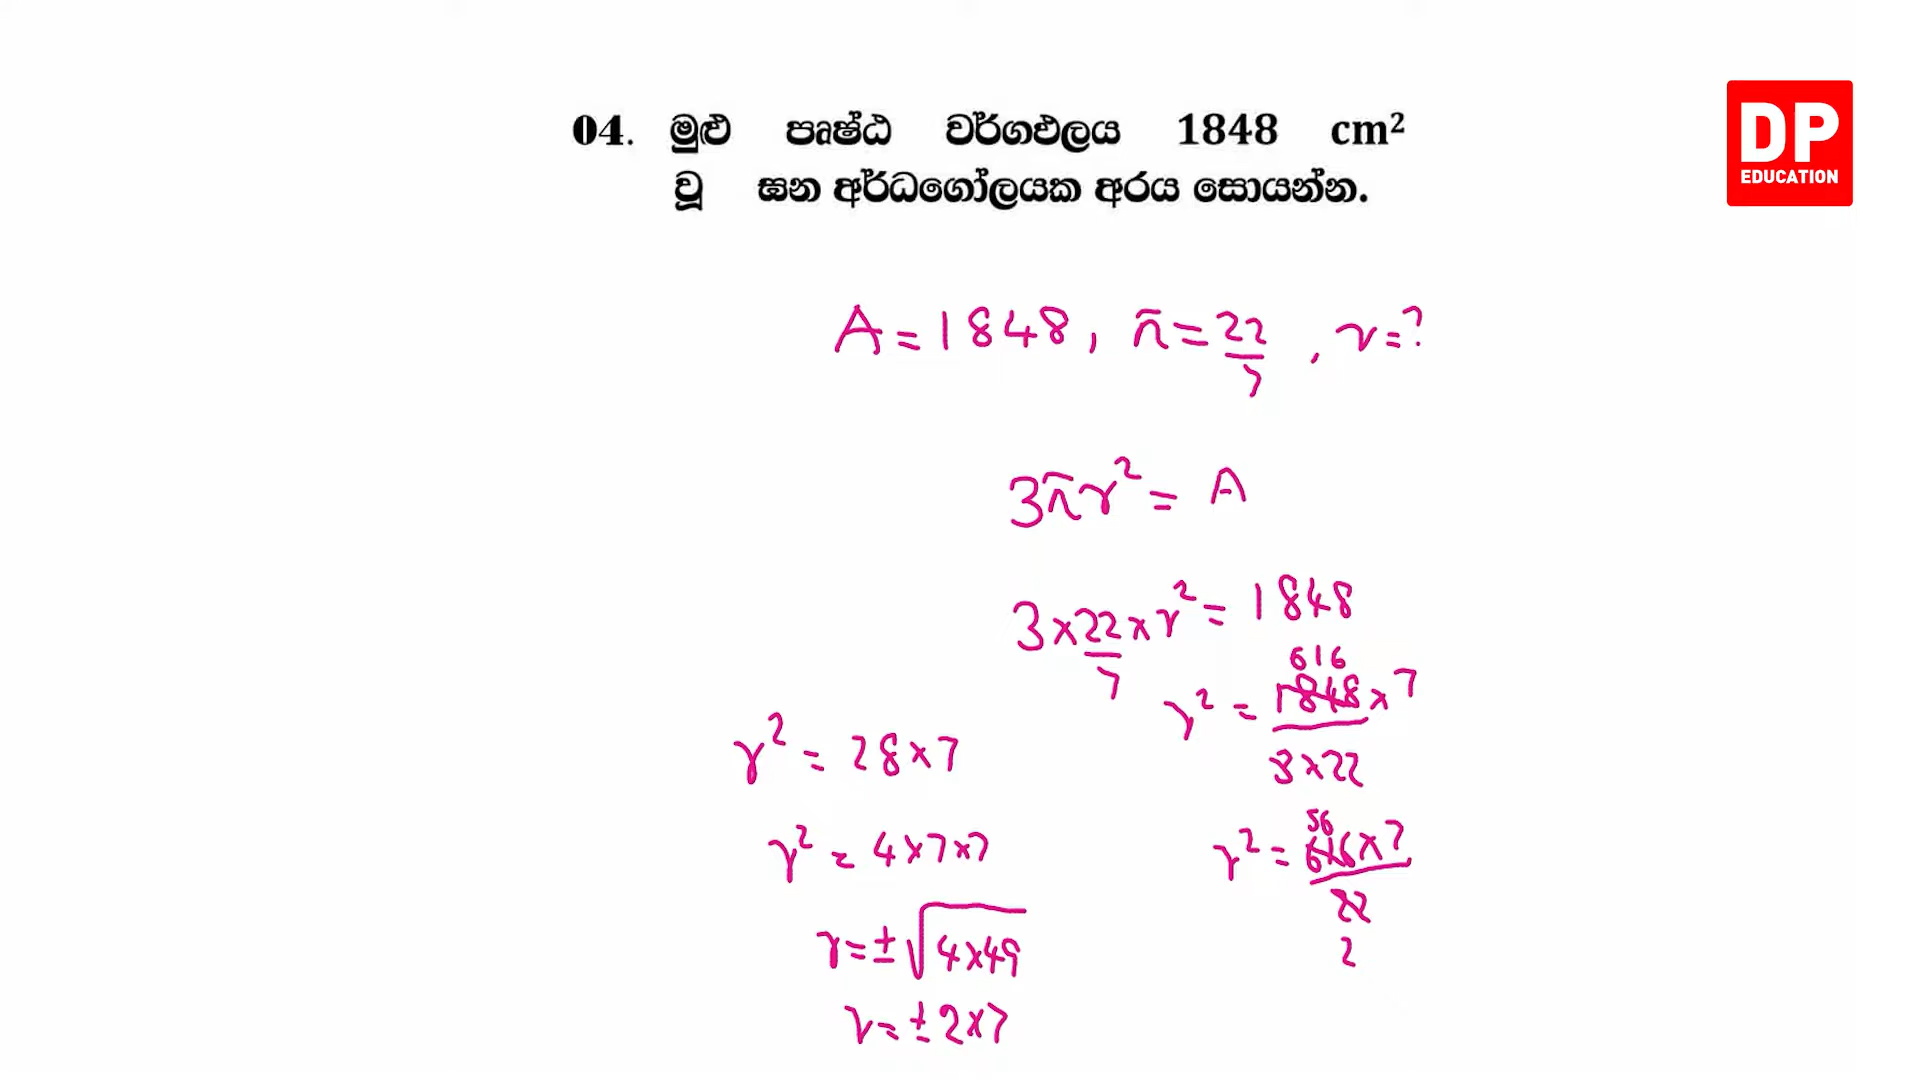 04. මුළු පෘෂ්ඨ වර්ගඵලය 1848 cm²
වූ ඝන අර්ධගෝලයක අරය සොයන්න.
DP
EDUCATION
A = 1848, π = 22/7, r = ?
3πr² = A
3 × 22/7 × r² = 1848
616
r² = 1848 × 7
3 × 22
56
r² = 616 × 7
22
2
r² = 28 × 7
r² = 4 × 7 × 7
r = ± √4 × 49
r = ± 2 × 7